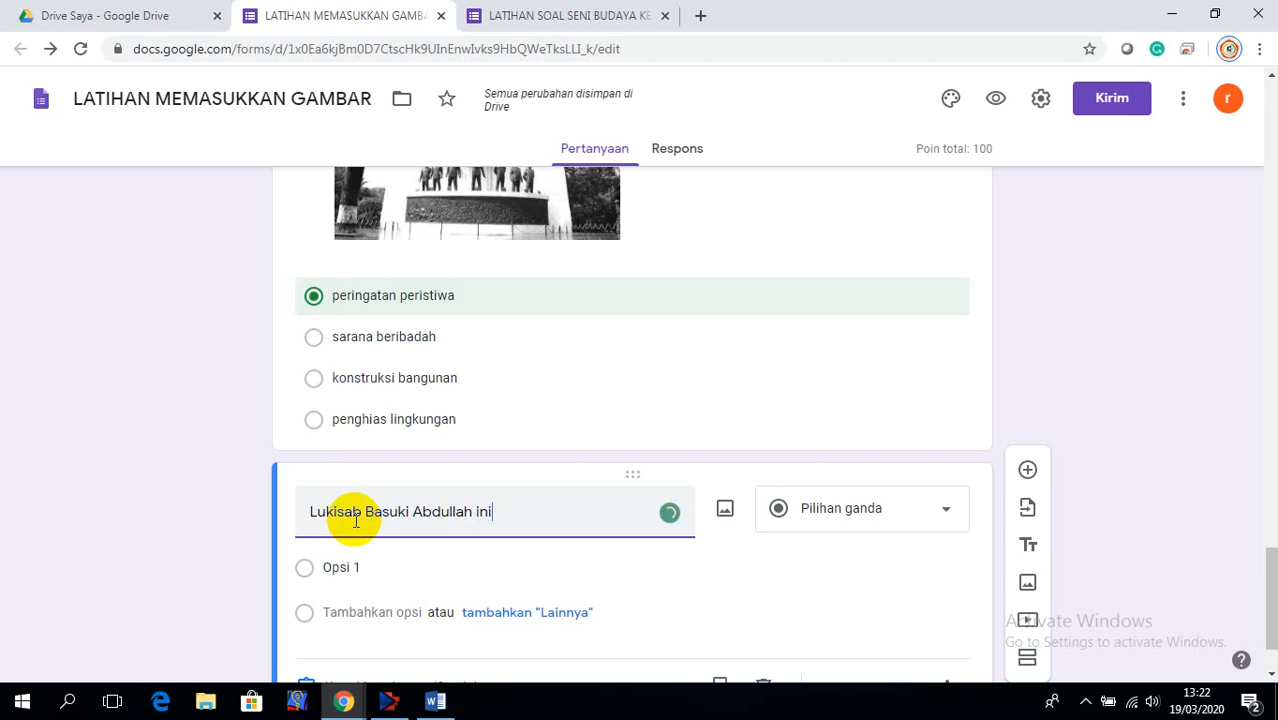 Drive Saya - Google Drive
LATIHAN MEMASUKKAN GAMBA
LATIHAN SOAL SENI BUDAYA KE
docs.google.com/forms/d/1x0Ea6kjBm0D7CtscHk9UInEnwIvks9HbQWeTksLLI_k/edit
LATIHAN MEMASUKKAN GAMBAR
Semua perubahan disimpan di
Drive
Kirim
r
Pertanyaan
Respons
Poin total: 100
peringatan peristiwa
sarana beribadah
konstruksi bangunan
penghias lingkungan
Lukisab Basuki Abdullah ini
Pilihan ganda
Opsi 1
Tambahkan opsi atau tambahkan "Lainnya"
Activate Windows
Go to Settings to activate Windows.
13:22
19/03/2020
2